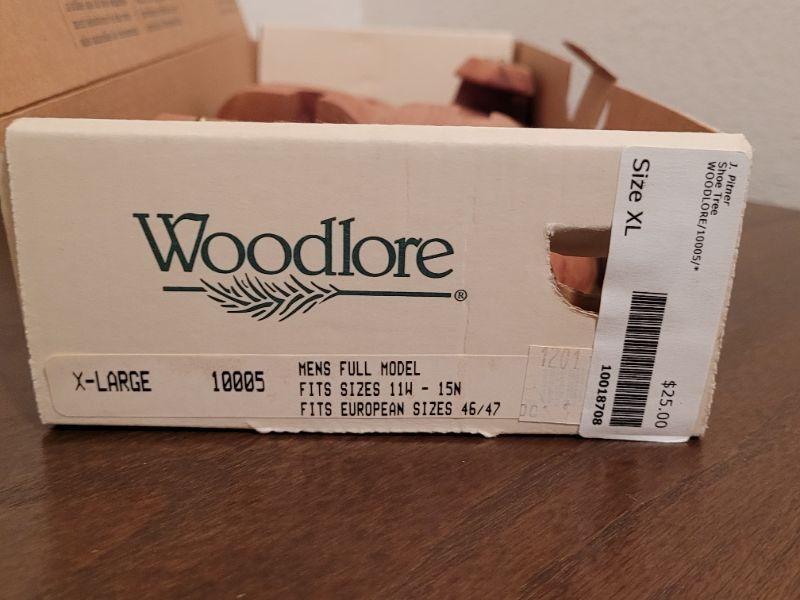 Woodlore®
X-LARGE 10005
MENS FULL MODEL
FITS SIZES 11W - 15N
FITS EUROPEAN SIZES 46/47
1201
J. Pitner
Shoe Tree
WOODLORE/10005/*
Size XL
10018708
$25.00